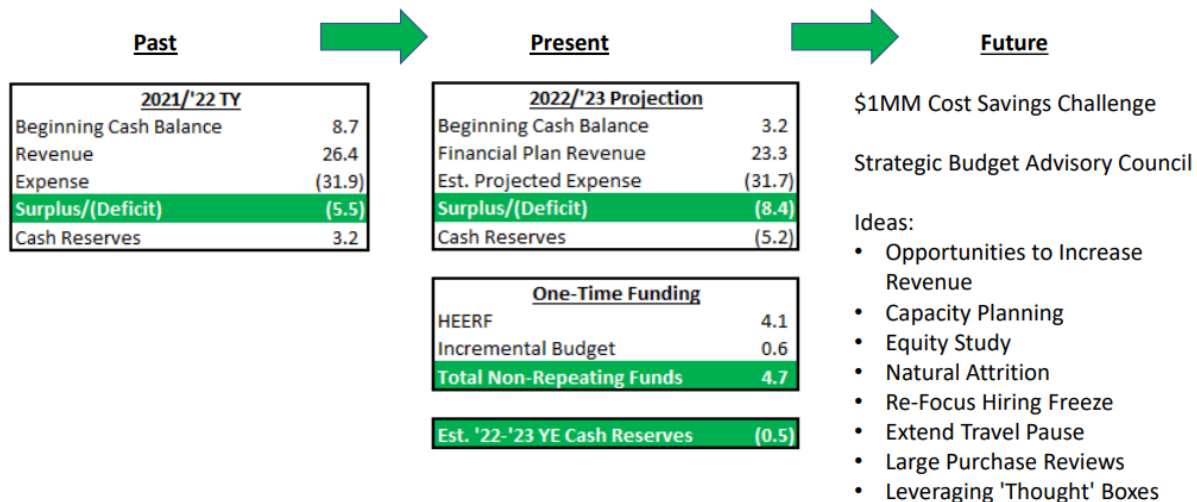 Past
Present
Future
2021/'22 TY
Beginning Cash Balance 8.7
Revenue 26.4
Expense (31.9)
Surplus/(Deficit) (5.5)
Cash Reserves 3.2
2022/'23 Projection
Beginning Cash Balance 3.2
Financial Plan Revenue 23.3
Est. Projected Expense (31.7)
Surplus/(Deficit) (8.4)
Cash Reserves (5.2)
One-Time Funding
HEERF 4.1
Incremental Budget 0.6
Total Non-Repeating Funds 4.7
Est. '22-'23 YE Cash Reserves (0.5)
$1MM Cost Savings Challenge
Strategic Budget Advisory Council
Ideas:
• Opportunities to Increase
Revenue
• Capacity Planning
• Equity Study
• Natural Attrition
• Re-Focus Hiring Freeze
• Extend Travel Pause
• Large Purchase Reviews
• Leveraging 'Thought' Boxes